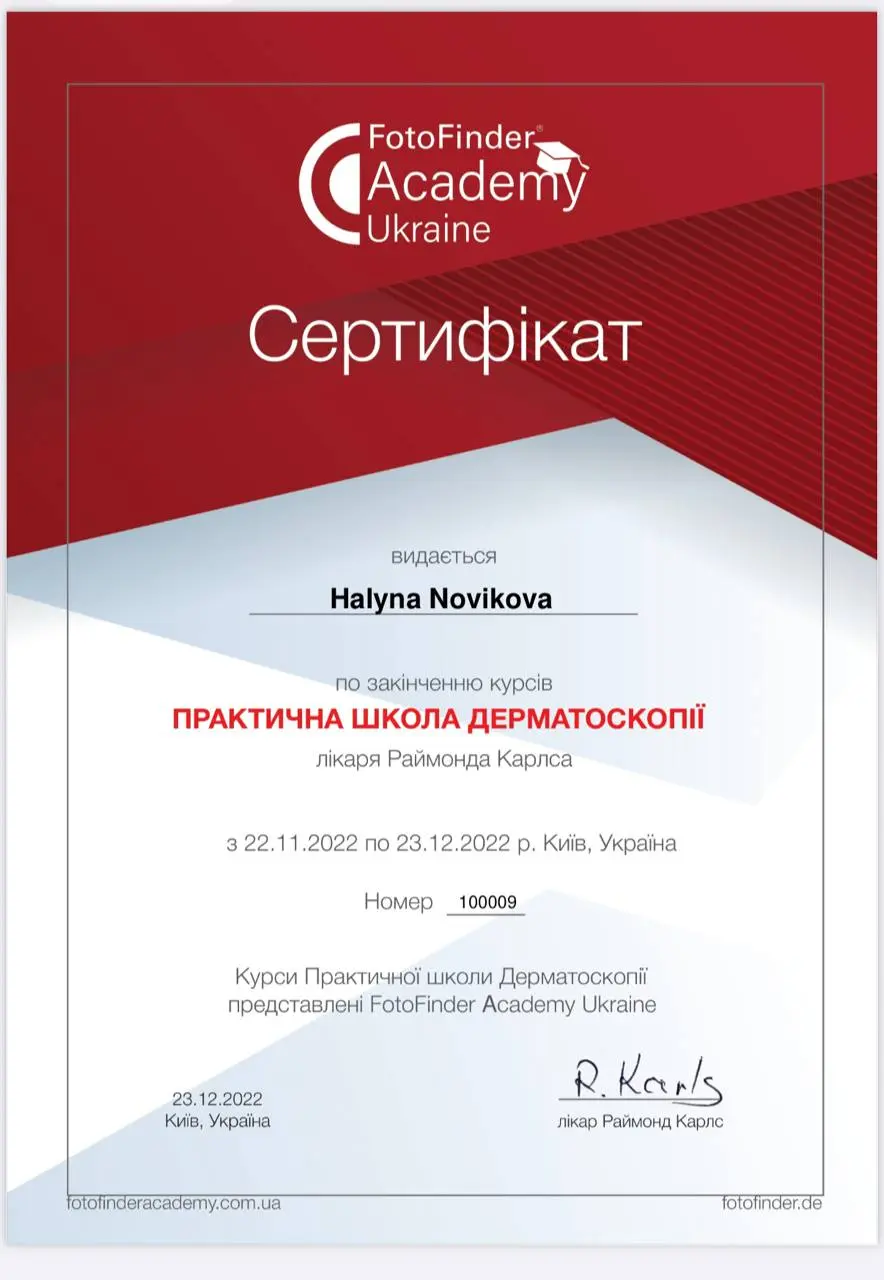 FotoFinder®
Academy
Ukraine
Сертифікат
видається
Halyna Novikova
по закінченню курсів
ПРАКТИЧНА ШКОЛА ДЕРМАТОСКОПІЇ
лікаря Раймонда Карлса
з 22.11.2022 по 23.12.2022 р. Київ, Україна
Номер 100009
Курси Практичної школи Дерматоскопії
представлені FotoFinder Academy Ukraine
R. Karls
23.12.2022
Київ, Україна
лікар Раймонд Карлс
fotofinderacademy.com.ua
fotofinder.de